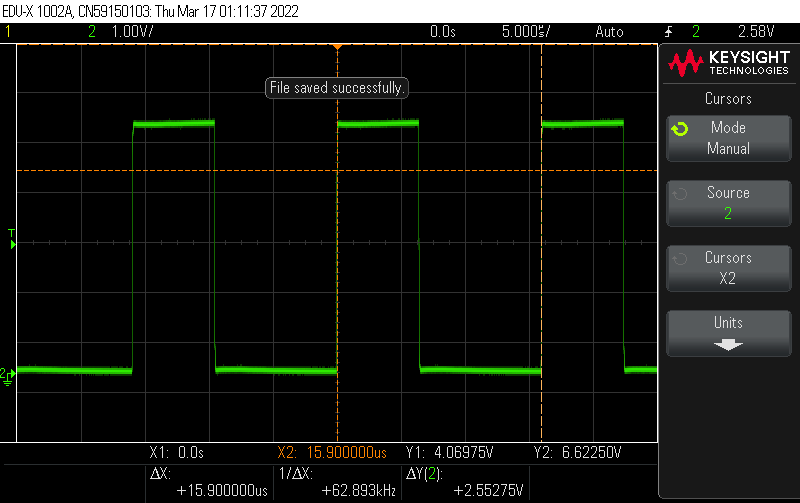 EDU-X 1002A, CN59150103: Thu Mar 17 01:11:37 2022
1 2 1.00V/ 0.0s 5.000us/ Auto 2 2.58V
File saved successfully.
KEYSIGHT
TECHNOLOGIES
Cursors
Mode
Manual
Source
2
Cursors
X2
Units
T
2
X1: 0.0s X2: 15.900000us Y1: 4.06975V Y2: 6.62250V
ΔX:
+15.900000us
1/ΔX:
+62.893kHz
ΔY(2):
+2.55275V